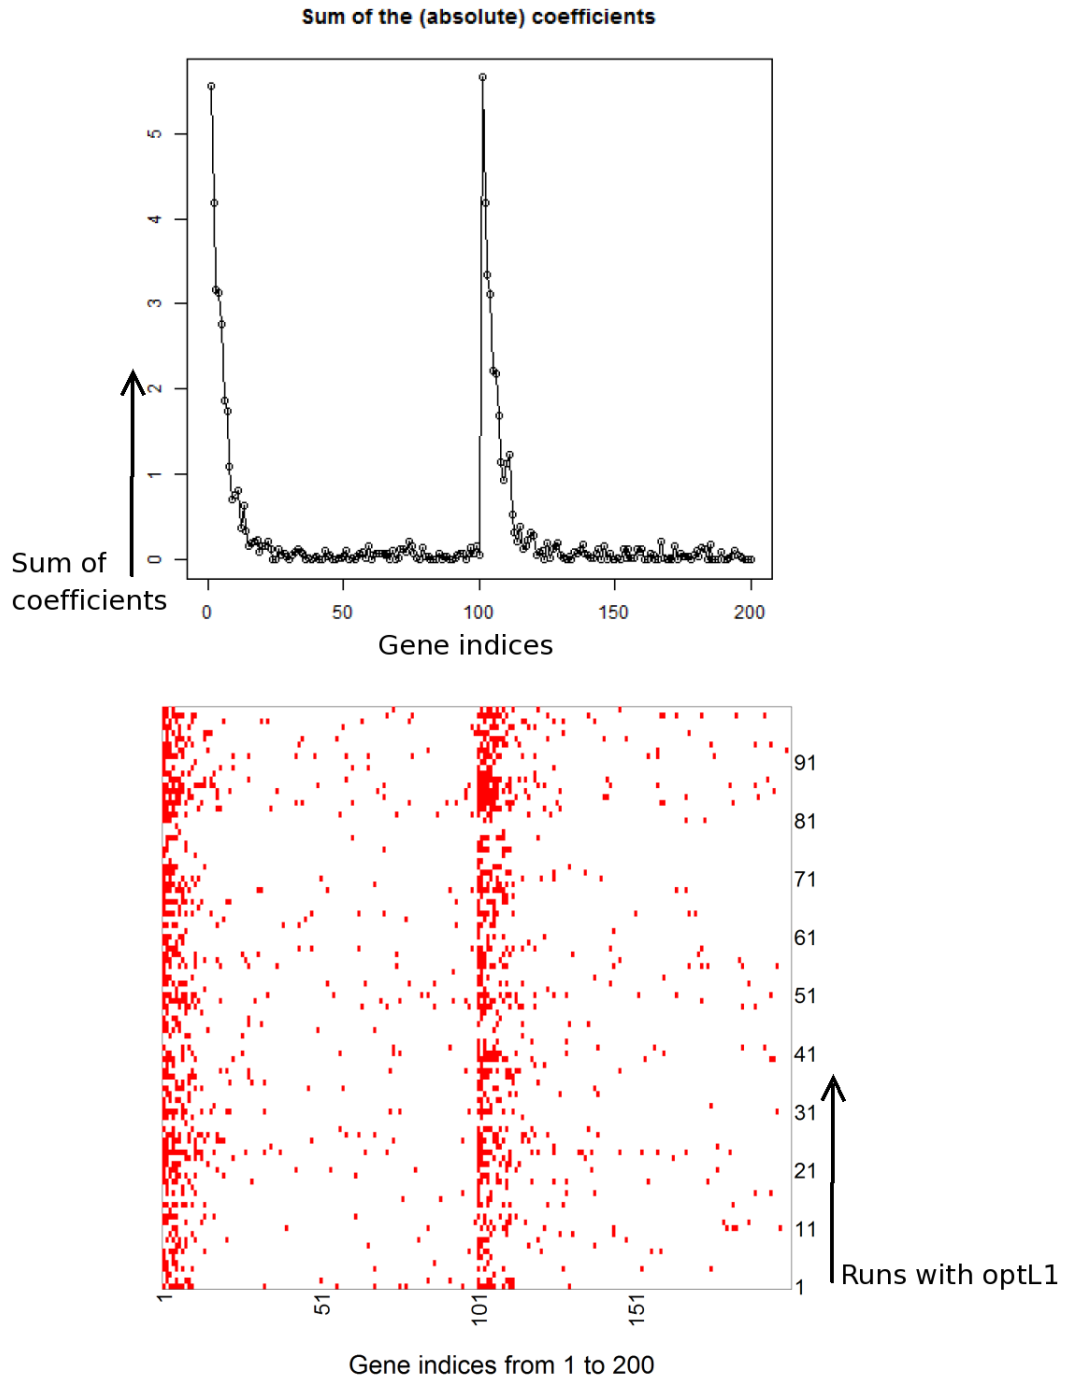 Sum of the (absolute) coefficients
5
4
3
2
1
0
Sum of
coefficients
0 50 100 150 200
Gene indices
91
81
71
61
51
41
31
21
11
1
Runs with optL1
1 51 101 151
Gene indices from 1 to 200